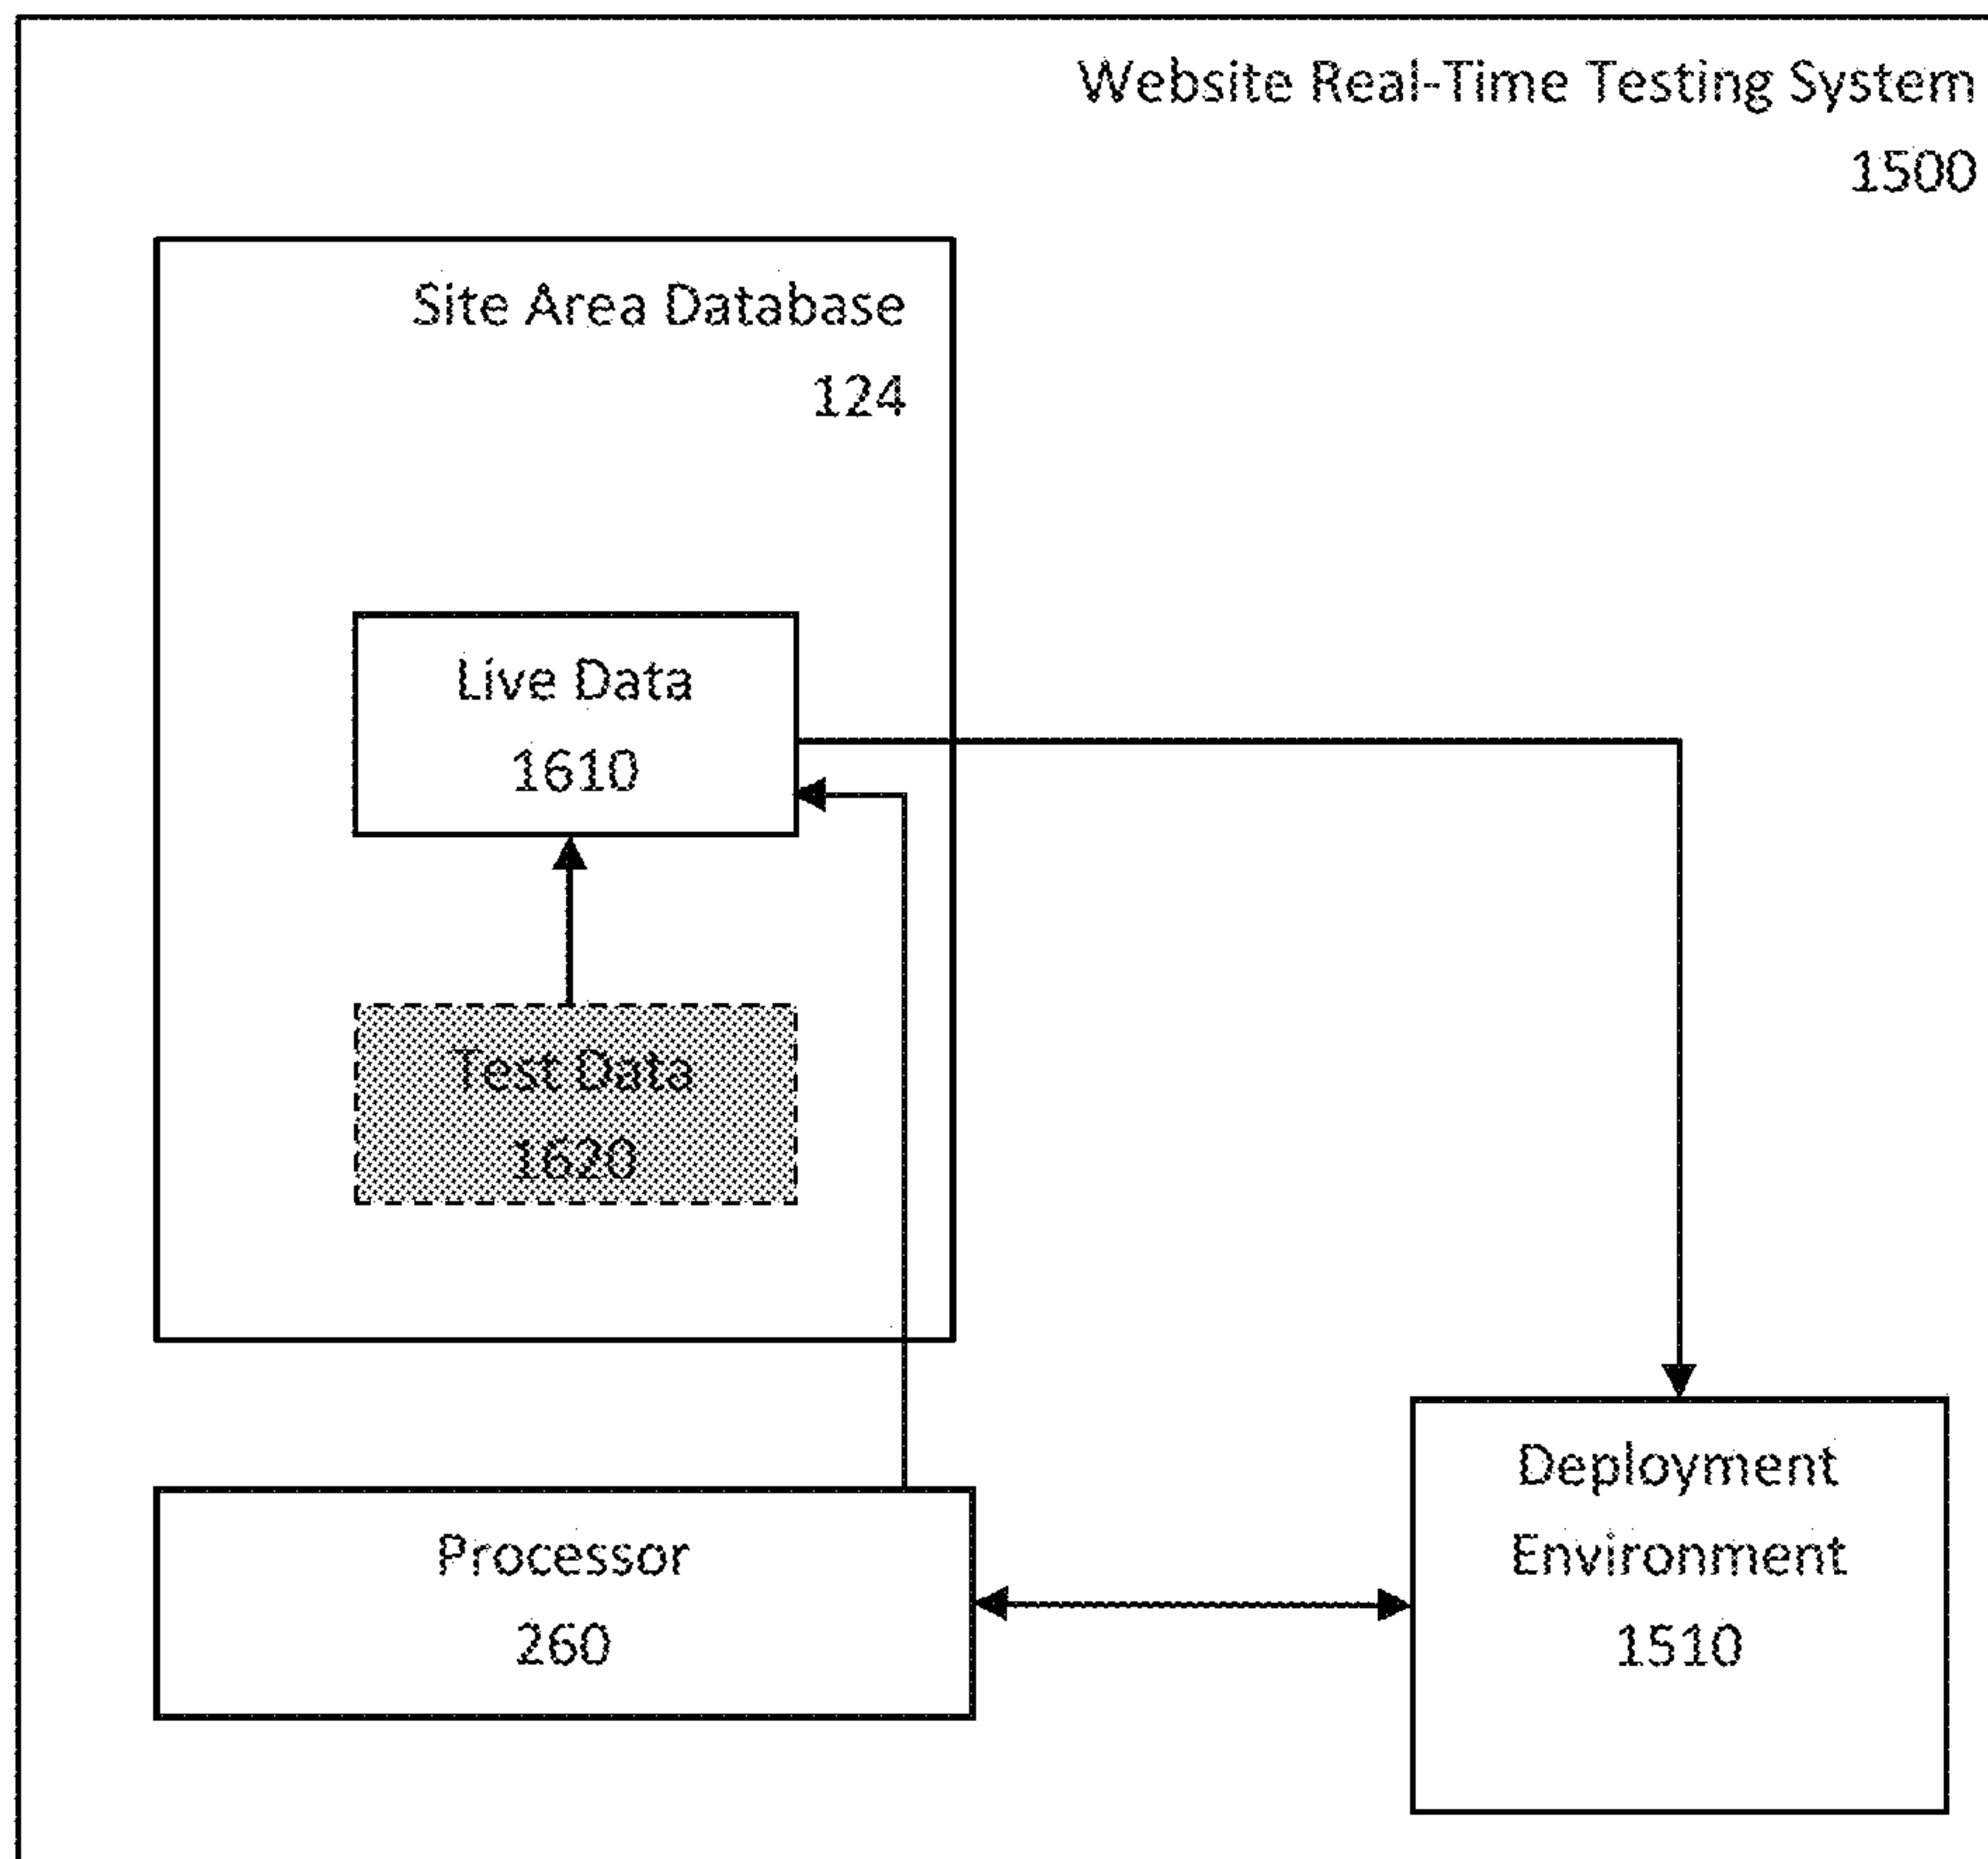 Website Real-Time Testing System
1500
Site Area Database
124
Live Data
1610
Test Data
1620
Processor
260
Deployment
Environment
1510